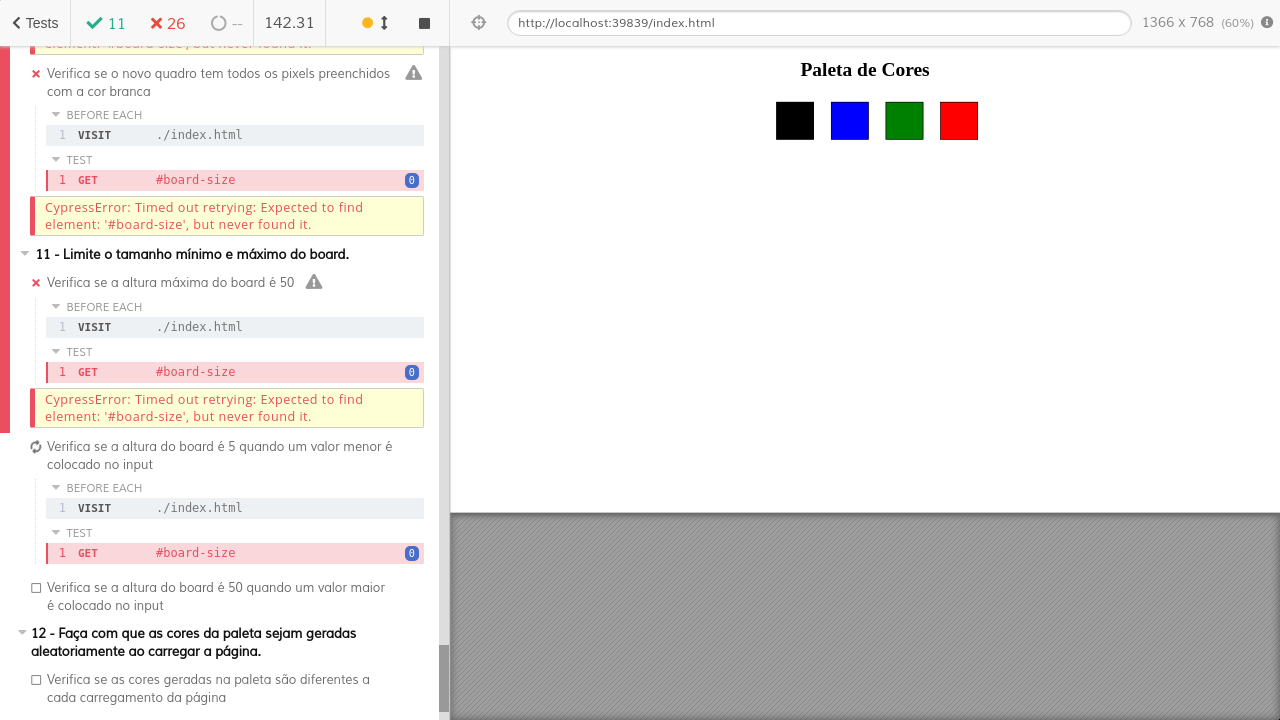 Tests
11
26
--
142.31
http://localhost:39839/index.html
1366 x 768 (60%)
element: '#board-size', but never found it.
Verifica se o novo quadro tem todos os pixels preenchidos
com a cor branca
BEFORE EACH
1 VISIT ./index.html
TEST
1 GET #board-size 0
CypressError: Timed out retrying: Expected to find
element: '#board-size', but never found it.
11 - Limite o tamanho mínimo e máximo do board.
Verifica se a altura máxima do board é 50
BEFORE EACH
1 VISIT ./index.html
TEST
1 GET #board-size 0
CypressError: Timed out retrying: Expected to find
element: '#board-size', but never found it.
Verifica se a altura do board é 5 quando um valor menor é
colocado no input
BEFORE EACH
1 VISIT ./index.html
TEST
1 GET #board-size 0
Verifica se a altura do board é 50 quando um valor maior
é colocado no input
12 - Faça com que as cores da paleta sejam geradas
aleatoriamente ao carregar a página.
Verifica se as cores geradas na paleta são diferentes a
cada carregamento da página
Paleta de Cores